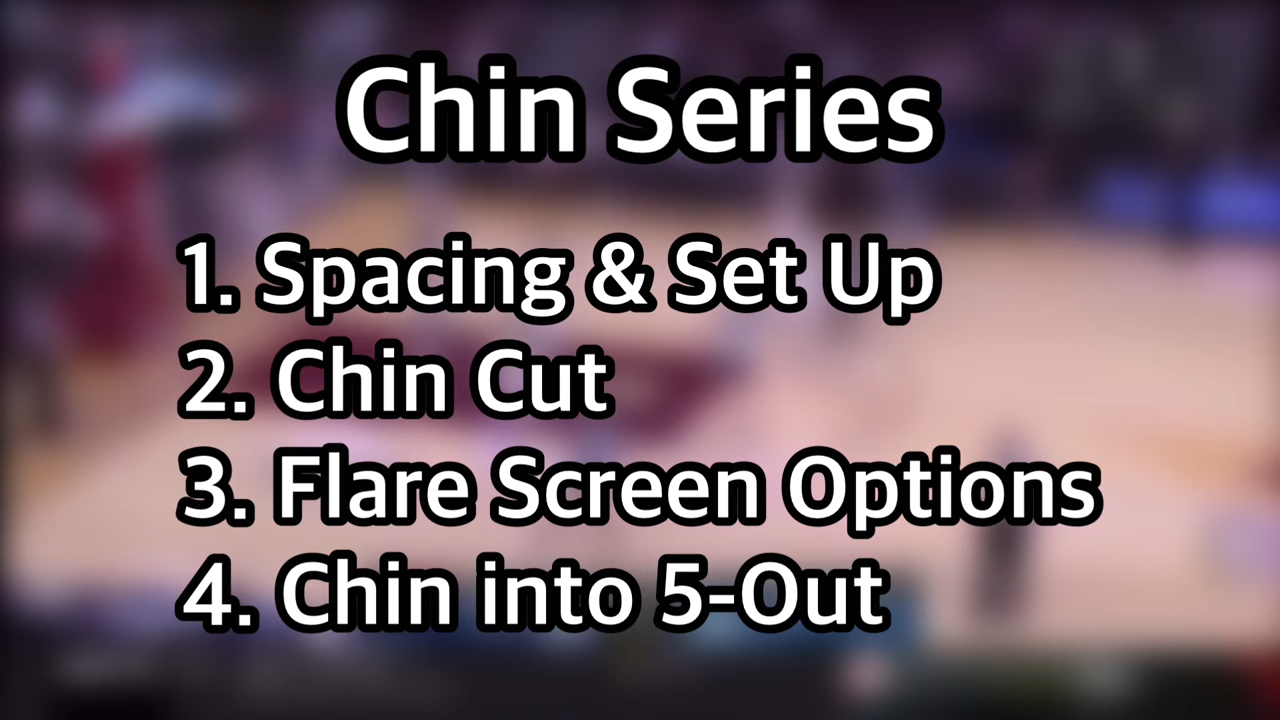 Chin Series
1. Spacing & Set Up
2. Chin Cut
3. Flare Screen Options
4. Chin into 5-Out